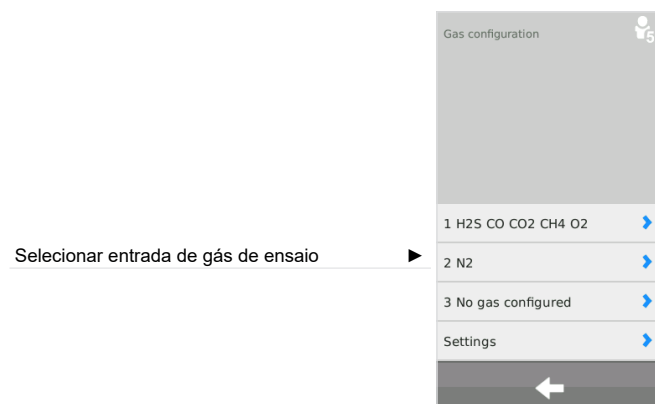 Gas configuration
5
1 H2S CO CO2 CH4 O2
Selecionar entrada de gás de ensaio ►
2 N2
3 No gas configured
Settings